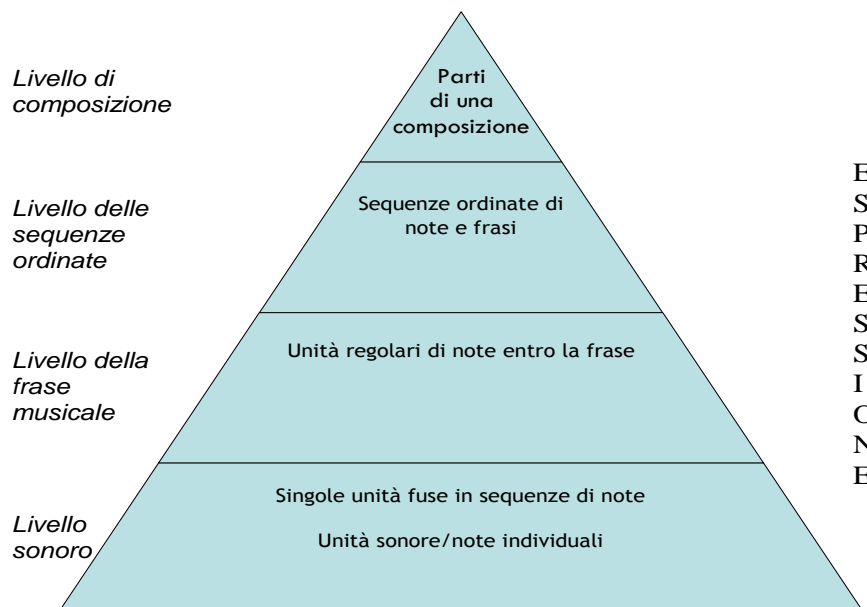 Livello di
composizione
Parti
di una
composizione
Livello delle
sequenze
ordinate
Sequenze ordinate di
note e frasi
Livello della
frase
musicale
Unità regolari di note entro la frase
Livello
sonoro
Singole unità fuse in sequenze di note
Unità sonore/note individuali
E
S
P
R
E
S
S
I
O
N
E